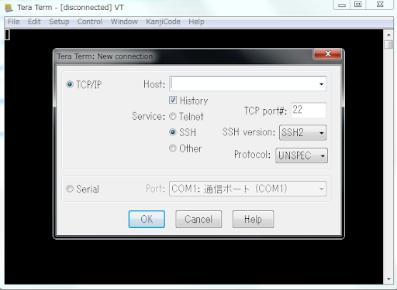 Tera Term - [disconnected] VT
File Edit Setup Control Window KanjiCode Help
Tera Term: New connection
TCP/IP Host:
History
Service: Telnet TCP port#: 22
SSH SSH version: SSH2
Other Protocol: UNSPEC
Serial Port: COM1: 通信ポート (COM1)
OK Cancel Help